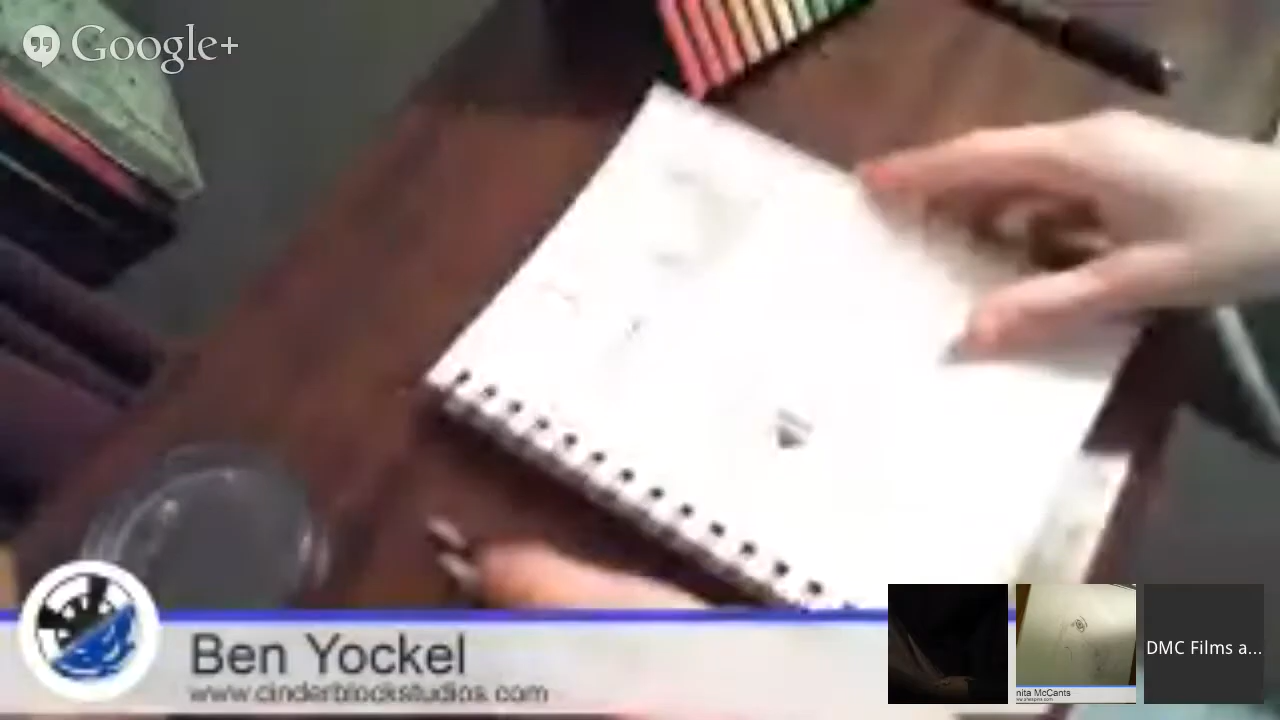 Google+
Ben Yockel
www.cinderblockstudios.com
DMC Films a...
nita McCants